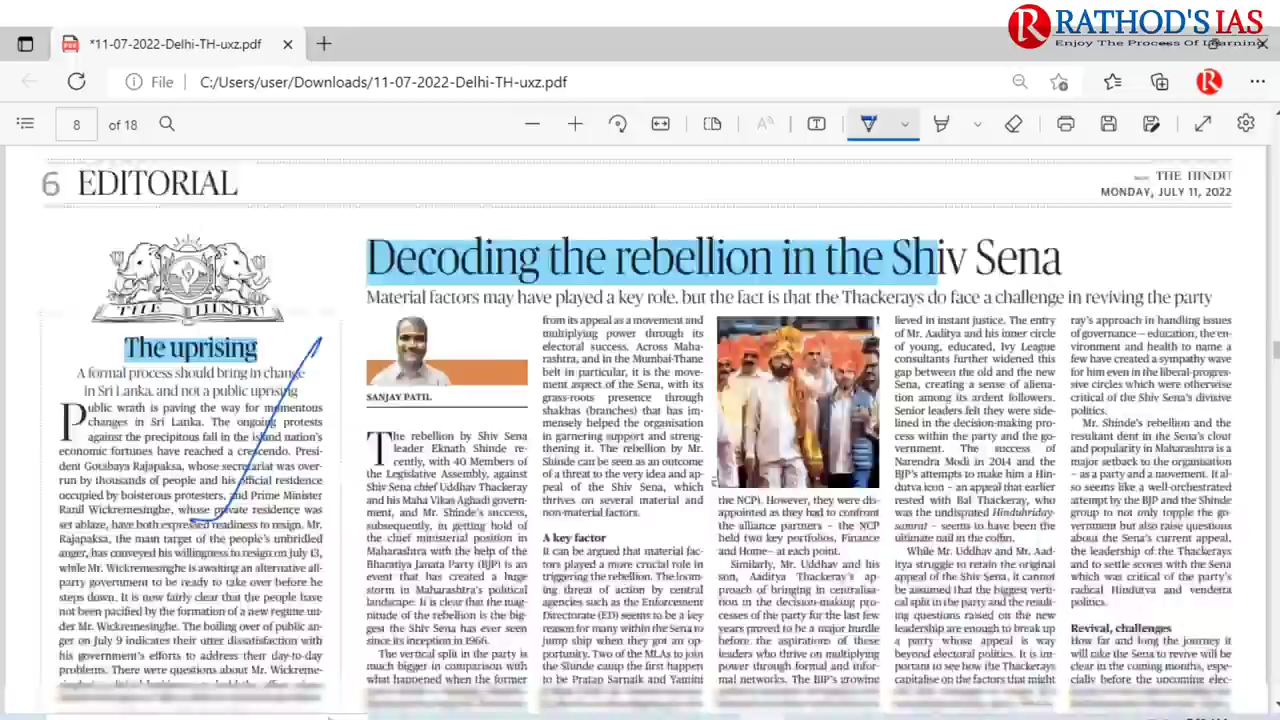 RATHOD'S IAS
Enjoy The Process Of Learning
*11-07-2022-Delhi-TH-uxz.pdf
File
C:/Users/user/Downloads/11-07-2022-Delhi-TH-uxz.pdf
8
of 18
6 EDITORIAL
THE HINDU
MONDAY, JULY 11, 2022
THE HINDU
The uprising
A formal process should bring in change
in Sri Lanka, and not a public uprising
Public wrath is paving the way for momentous
changes in Sri Lanka. The ongoing protests
against the precipitous fall in the island nation's
economic fortunes have reached a crescendo. Presi-
dent Gotabaya Rajapaksa, whose secretariat was over-
run by thousands of people and his official residence
occupied by boisterous protesters, and Prime Minister
Ranil Wickremesinghe, whose private residence was
set ablaze, have both expressed readiness to resign. Mr.
Rajapaksa, the main target of the people's unbridled
anger, has conveyed his willingness to resign on July 13,
while Mr. Wickremesinghe is awaiting an alternative all-
party government to be ready to take over before he
steps down. It is now fairly clear that the people have
not been pacified by the formation of a new regime un-
der Mr. Wickremesinghe. The boiling over of public an-
ger on July 9 indicates their utter dissatisfaction with
his government's efforts to address their day-to-day
problems. There were questions about Mr. Wickreme-
Decoding the rebellion in the Shiv Sena
Material factors may have played a key role, but the fact is that the Thackerays do face a challenge in reviving the party
SANJAY PATIL
The rebellion by Shiv Sena
leader Eknath Shinde re-
cently, with 40 Members of
the Legislative Assembly, against
Shiv Sena chief Uddhav Thackeray
and his Maha Vikas Aghadi govern-
ment, and Mr. Shinde's success,
subsequently, in getting hold of
the chief ministerial position in
Maharashtra with the help of the
Bharatiya Janata Party (BJP) is an
event that has created a huge
storm in Maharashtra's political
landscape. It is clear that the mag-
nitude of the rebellion is the big-
gest the Shiv Sena has ever seen
since its inception in 1966.
The vertical split in the party is
much bigger in comparison with
what happened when the former
from its appeal as a movement and
multiplying power through its
electoral success. Across Maha-
rashtra, and in the Mumbai-Thane
belt in particular, it is the move-
ment aspect of the Sena, with its
grass-roots presence through
shakhas (branches) that has im-
mensely helped the organisation
in garnering support and streng-
thening it. The rebellion by Mr.
Shinde can be seen as an outcome
of a threat to the very idea and ap-
peal of the Shiv Sena, which
thrives on several material and
non-material factors.
A key factor
It can be argued that material fac-
tors played a more crucial role in
triggering the rebellion. The loom-
ing threat of action by central
agencies such as the Enforcement
Directorate (ED) seems to be a key
reason for many within the Sena to
jump ship when they got an op-
portunity. Two of the MLAs to join
the Shinde camp the first happen
to be Pratap Sarnaik and Yamini
the NCP). However, they were dis-
appointed as they had to confront
the alliance partners – the NCP
held two key portfolios, Finance
and Home– at each point.
Similarly, Mr. Uddhav and his
son, Aaditya Thackeray's ap-
proach of bringing in centralisa-
tion in the decision-making pro-
cesses of the party for the last few
years proved to be a major hurdle
before the aspirations of these
leaders who thrive on multiplying
power through formal and infor-
mal networks. The BJP's growing
lieved in instant justice. The entry
of Mr. Aaditya and his inner circle
of young, educated, Ivy League
consultants further widened this
gap between the old and the new
Sena, creating a sense of aliena-
tion among its ardent followers.
Senior leaders felt they were side-
lined in the decision-making pro-
cess within the party and the go-
vernment. The success of
Narendra Modi in 2014 and the
BJP's attempts to make him a Hin-
dutva icon – an appeal that earlier
rested with Bal Thackeray, who
was the undisputed Hinduhriday-
samrat – seems to have been the
ultimate nail in the coffin.
While Mr. Uddhav and Mr. Aad-
itya struggle to retain the original
appeal of the Shiv Sena, it cannot
be assumed that the biggest verti-
cal split in the party and the result-
ing questions raised on the new
leadership are enough to break up
a party whose appeal is way
beyond electoral politics. It is im-
portant to see how the Thackerays
capitalise on the factors that might
ray's approach in handling issues
of governance – education, the en-
vironment and health to name a
few have created a sympathy wave
for him even in the liberal-progres-
sive circles which were otherwise
critical of the Shiv Sena's divisive
politics.
Mr. Shinde's rebellion and the
resultant dent in the Sena's clout
and popularity in Maharashtra is a
major setback to the organisation
– as a party and a movement. It al-
so seems like a well-orchestrated
attempt by the BJP and the Shinde
group to not only topple the go-
vernment but also raise questions
about the Sena's current appeal,
the leadership of the Thackerays
and to settle scores with the Sena
which was critical of the party's
radical Hindutva and vendetta
politics.
Revival, challenges
How far and long the journey it
will take the Sena to revive will be
clear in the coming months, espe-
cially before the upcoming elec-